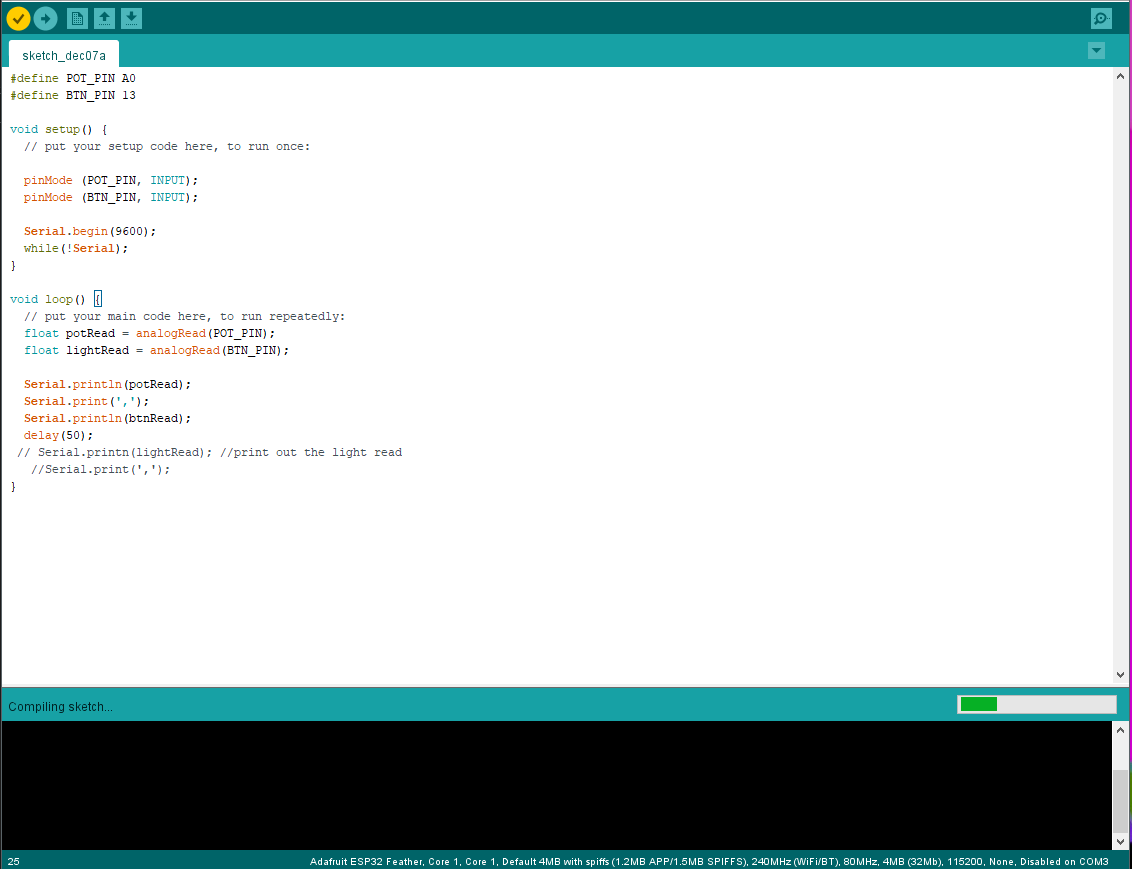 sketch_dec07a
#define POT_PIN A0
#define BTN_PIN 13
void setup() {
// put your setup code here, to run once:
pinMode (POT_PIN, INPUT);
pinMode (BTN_PIN, INPUT);
Serial.begin(9600);
while(!Serial);
}
void loop() {
// put your main code here, to run repeatedly:
float potRead = analogRead(POT_PIN);
float lightRead = analogRead(BTN_PIN);
Serial.println(potRead);
Serial.print(',');
Serial.println(btnRead);
delay(50);
// Serial.printn(lightRead); //print out the light read
//Serial.print(',');
}
Compiling sketch...
25 Adafruit ESP32 Feather, Core 1, Core 1, Default 4MB with spiffs (1.2MB APP/1.5MB SPIFFS), 240MHz (WiFi/BT), 80MHz, 4MB (32Mb), 115200, None, Disabled on COM3